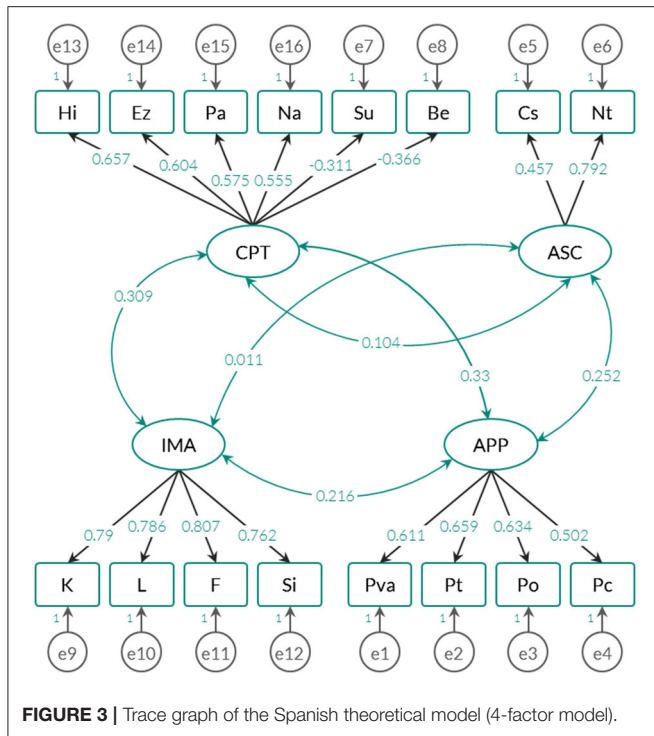 e13 e14 e15 e16 e7 e8 e5 e6
1 1 1 1 1 1 1 1
Hi Ez Pa Na Su Be Cs Nt
0.657 0.604 0.575 0.555 -0.311 -0.366 0.457 0.792
CPT ASC
0.309
0.104
0.011 0.33 0.252
IMA APP
0.216
0.79 0.786 0.807 0.762 0.611 0.659 0.634 0.502
K L F Si Pva Pt Po Pc
1 1 1 1 1 1 1 1
e9 e10 e11 e12 e1 e2 e3 e4
FIGURE 3 | Trace graph of the Spanish theoretical model (4-factor model).